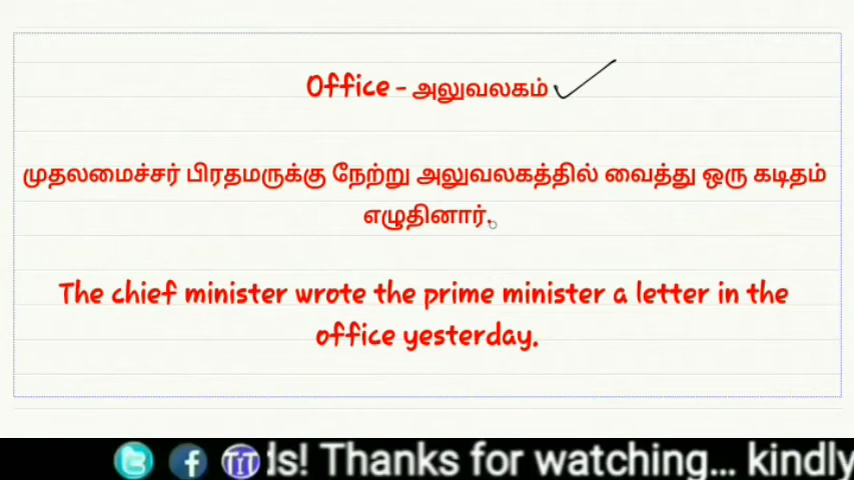 Office - அலுவலகம்
முதலமைச்சர் பிரதமருக்கு நேற்று அலுவலகத்தில் வைத்து ஒரு கடிதம்
எழுதினார்.
The chief minister wrote the prime minister a letter in the
office yesterday.
ds! Thanks for watching... kindly